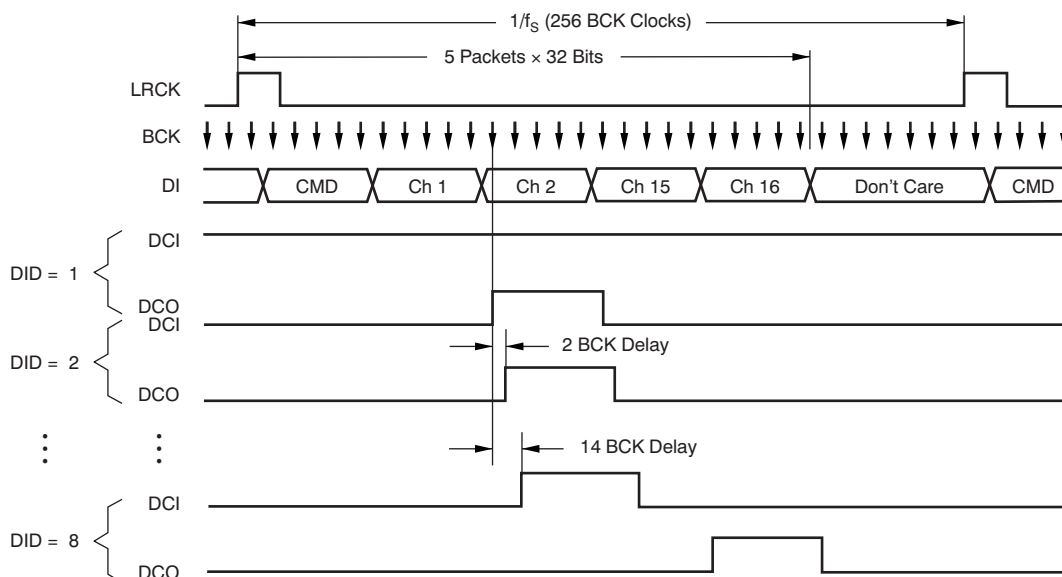 1/fS (256 BCK Clocks)
5 Packets × 32 Bits
LRCK
BCK
DI
CMD
Ch 1
Ch 2
Ch 15
Ch 16
Don't Care
CMD
DCI
DID = 1
DCO
DCI
DID = 2
2 BCK Delay
DCO
14 BCK Delay
DCI
DID = 8
DCO